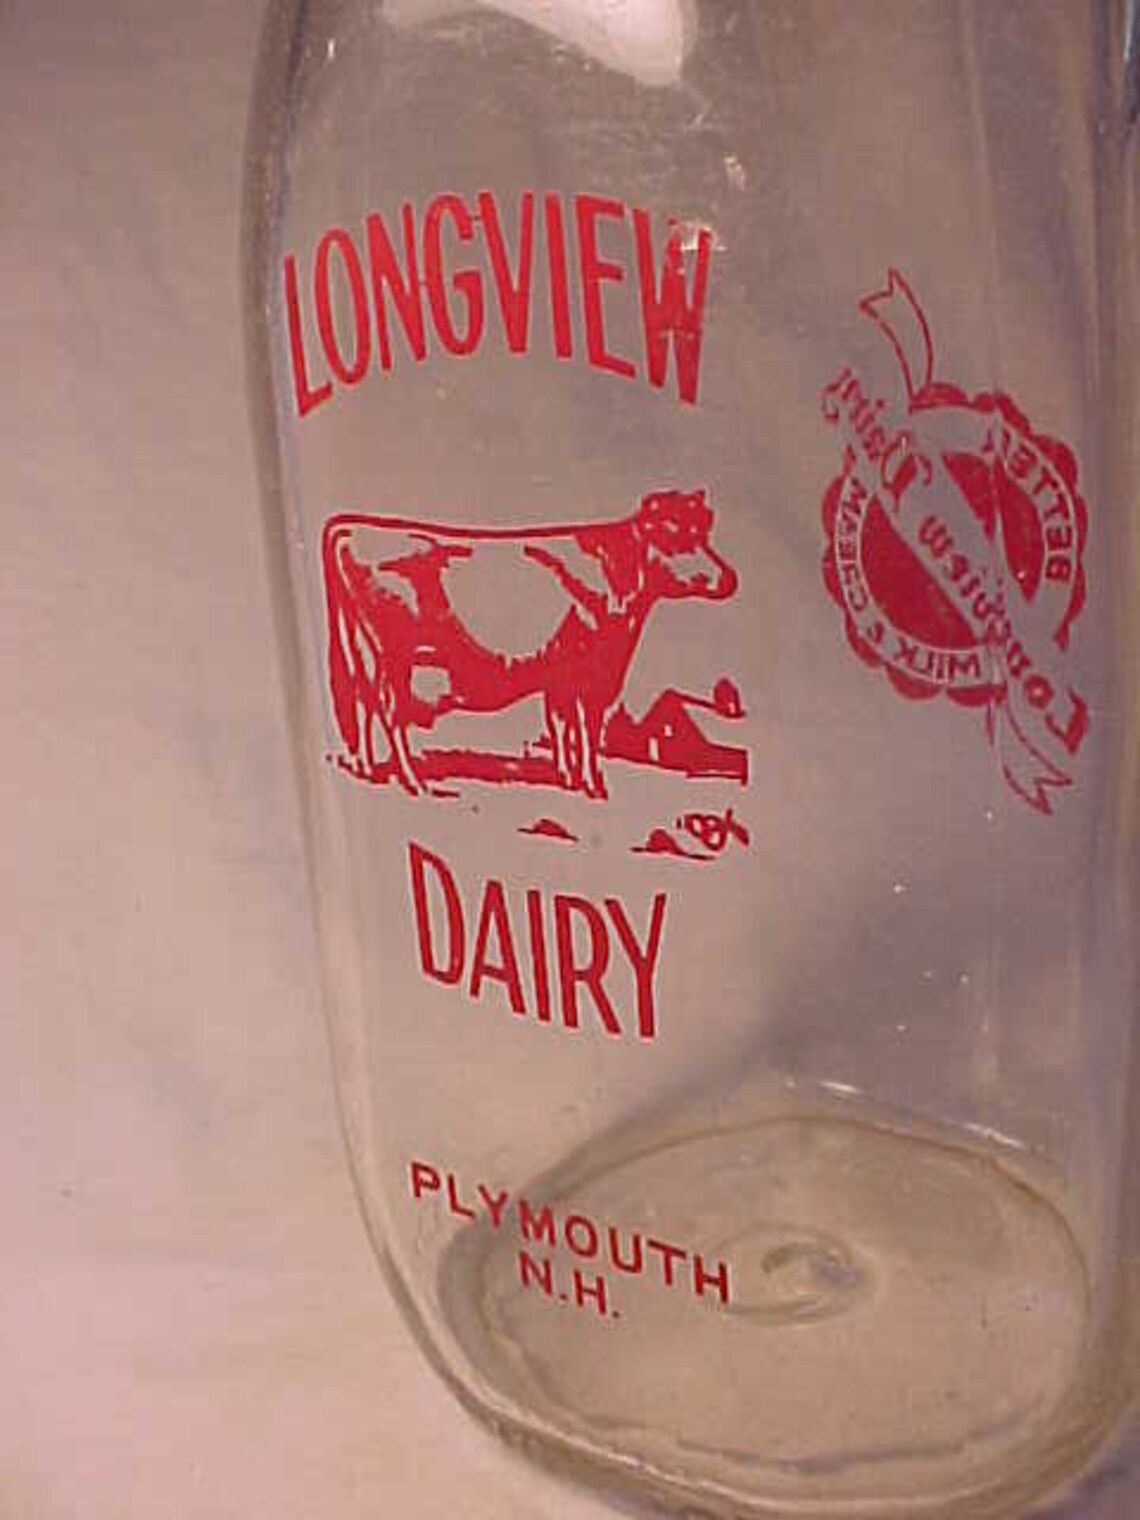 LONGVIEW
DAIRY
PLYMOUTH
N.H.
Longview Dairy
BETTER
MILK & CREAM